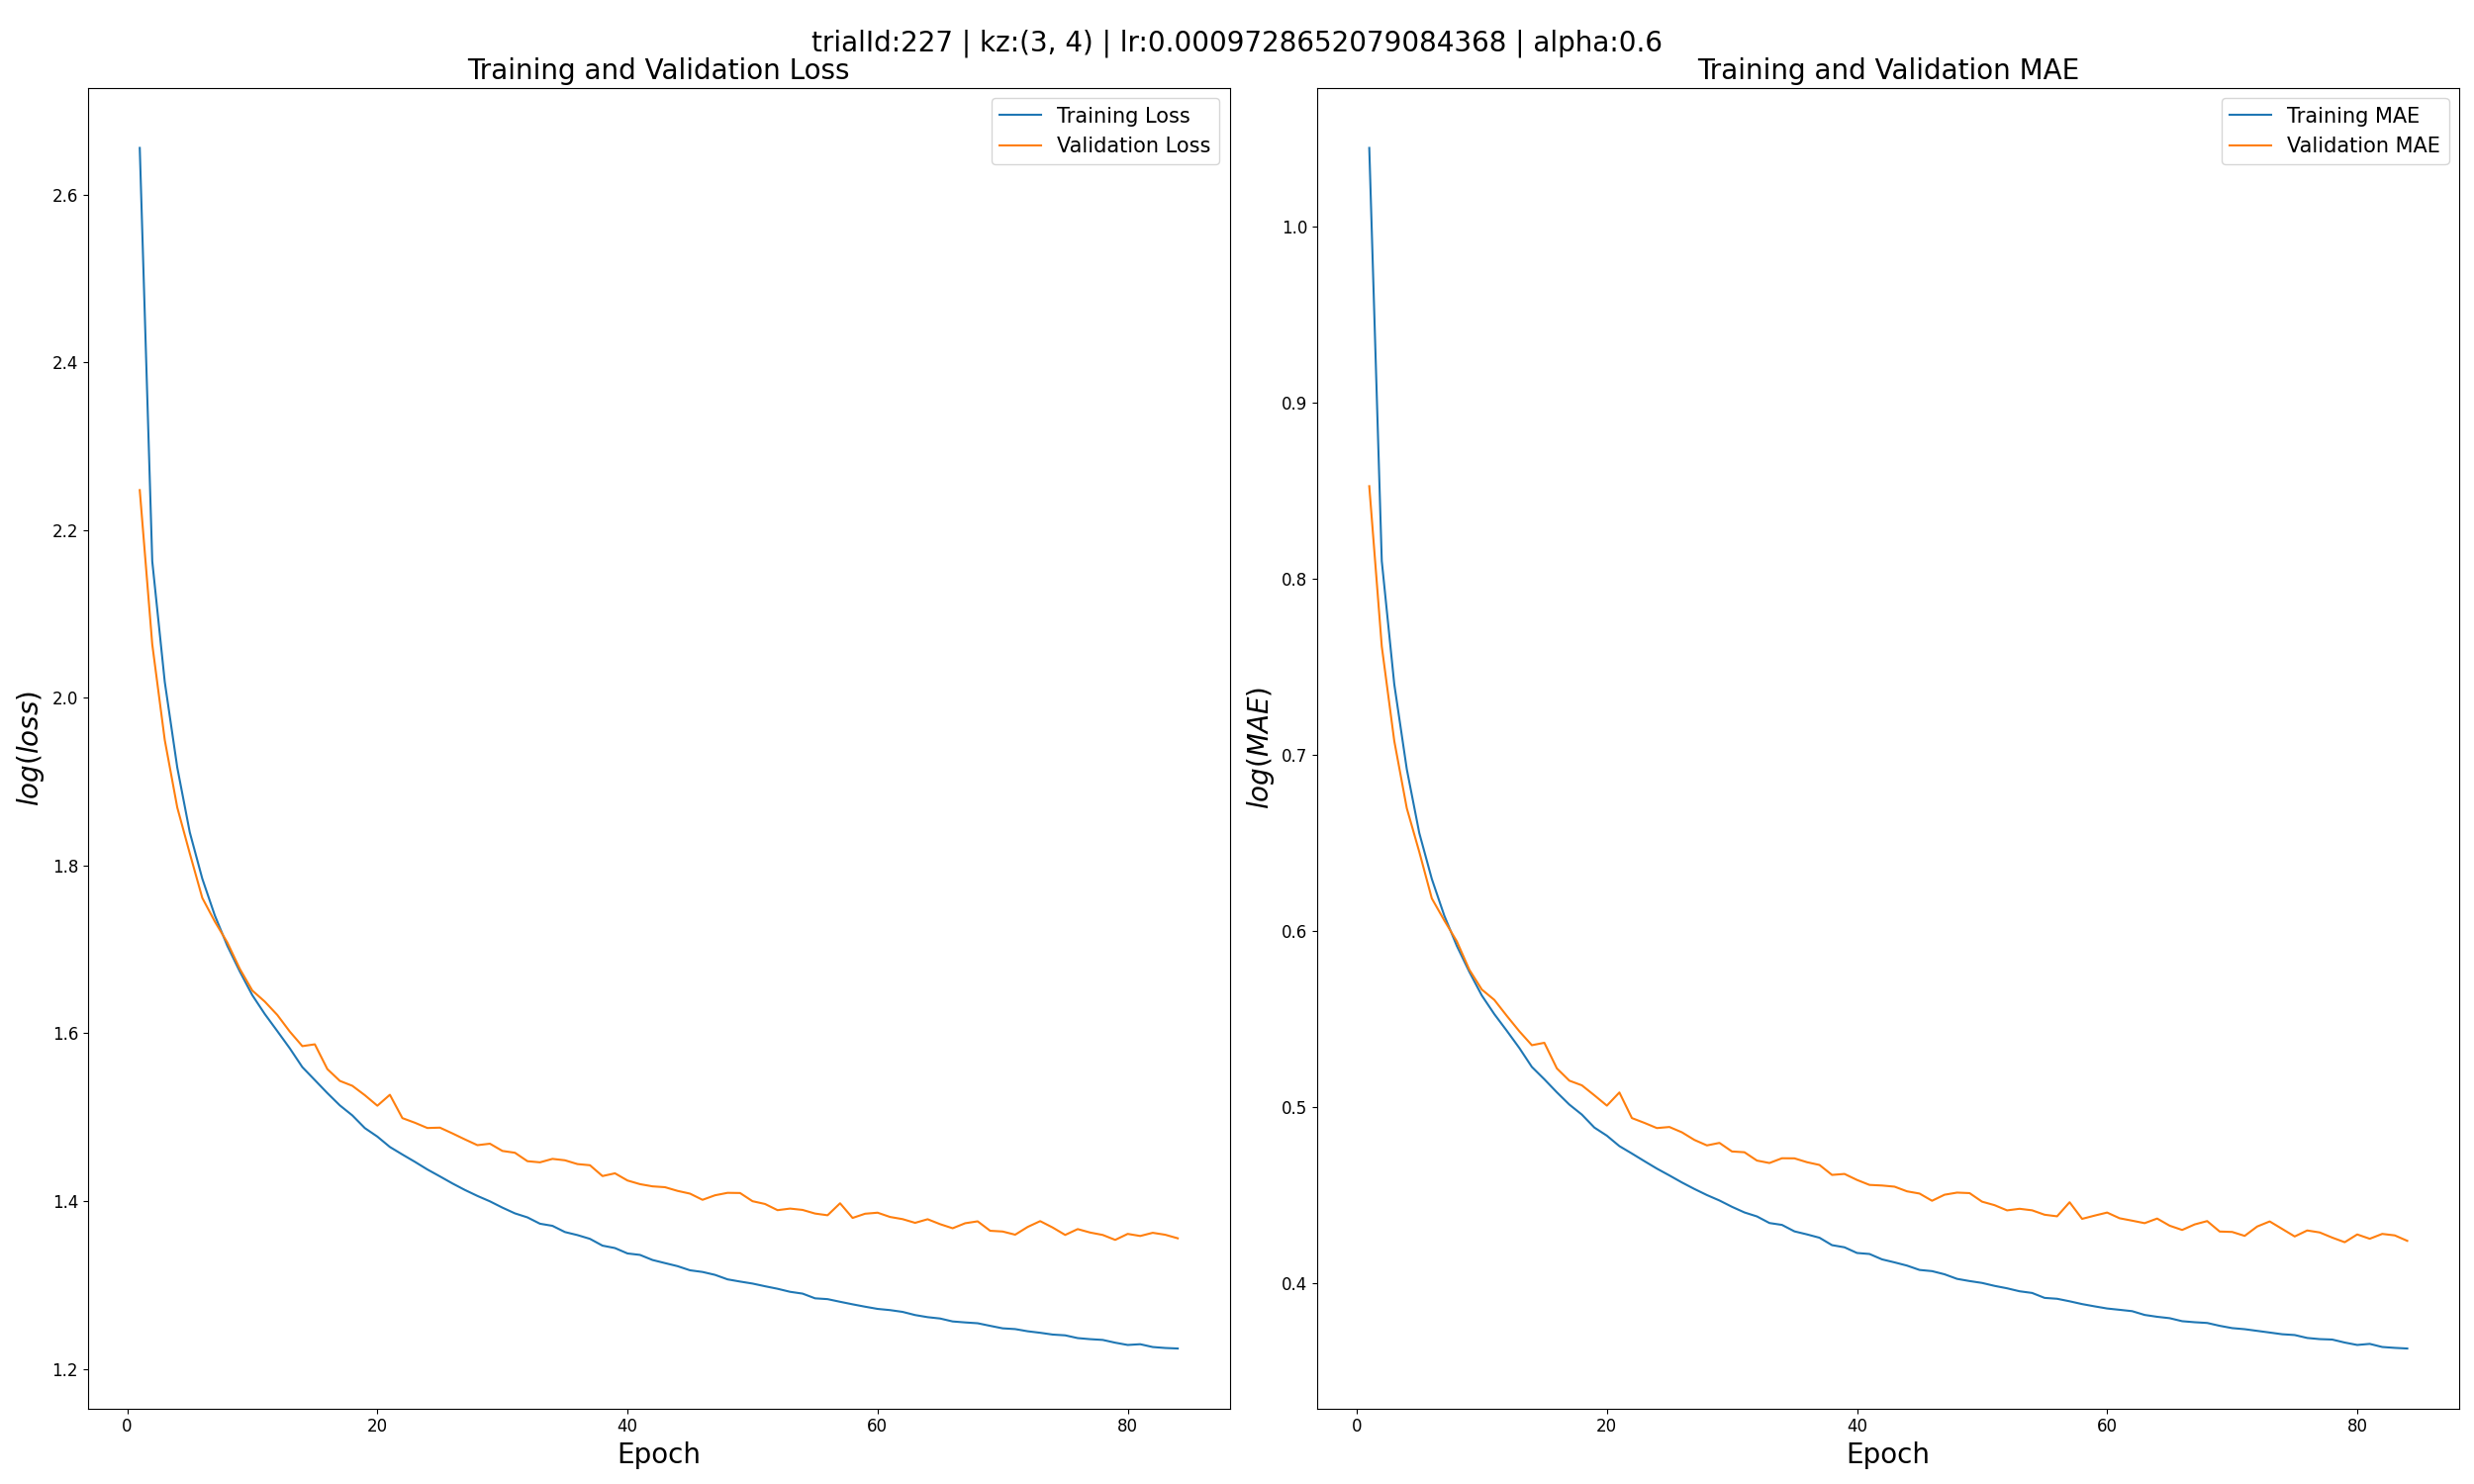 trialId:227 | kz:(3, 4) | lr:0.0009728652079084368 | alpha:0.6
Training and Validation Loss
Training Loss
Validation Loss
2.6
2.4
2.2
2.0
1.8
1.6
1.4
1.2
log(loss)
0 20 40 60 80
Epoch
Training and Validation MAE
Training MAE
Validation MAE
1.0
0.9
0.8
0.7
0.6
0.5
0.4
log(MAE)
0 20 40 60 80
Epoch